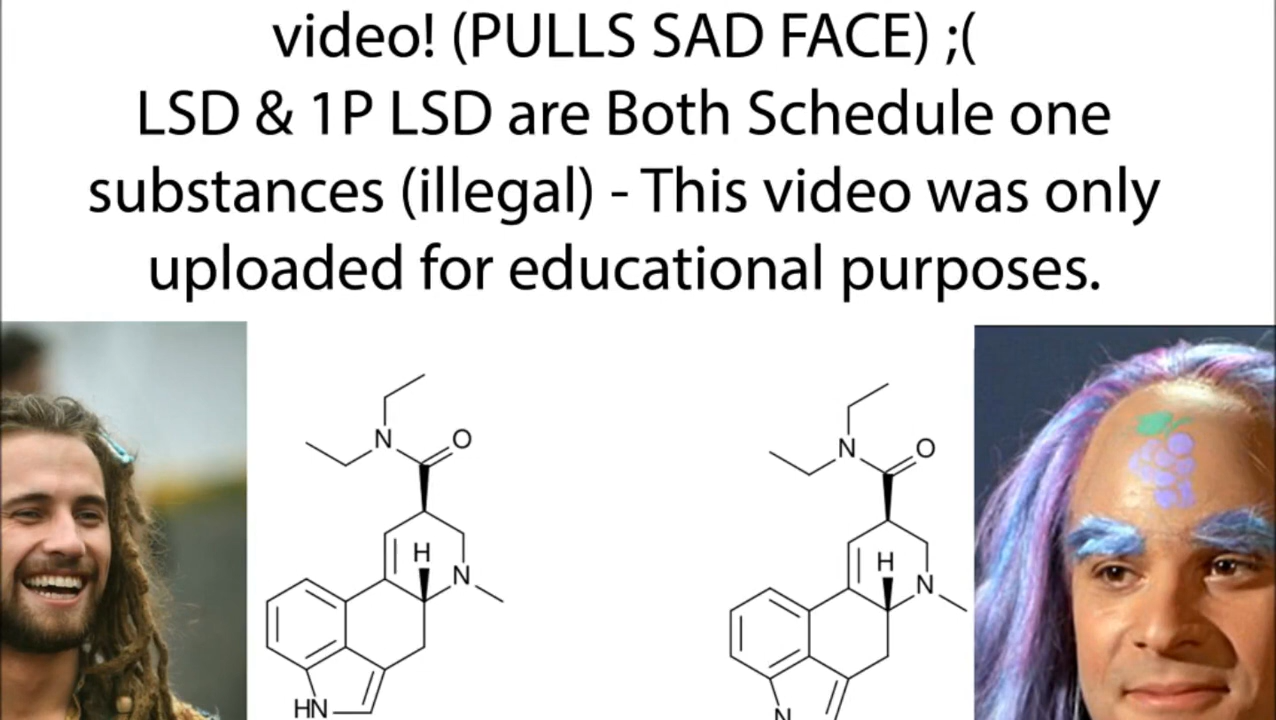 video! (PULLS SAD FACE) ;(
LSD & 1P LSD are Both Schedule one
substances (illegal) - This video was only
uploaded for educational purposes.
N O
N O
H
H
N
N
HN
N